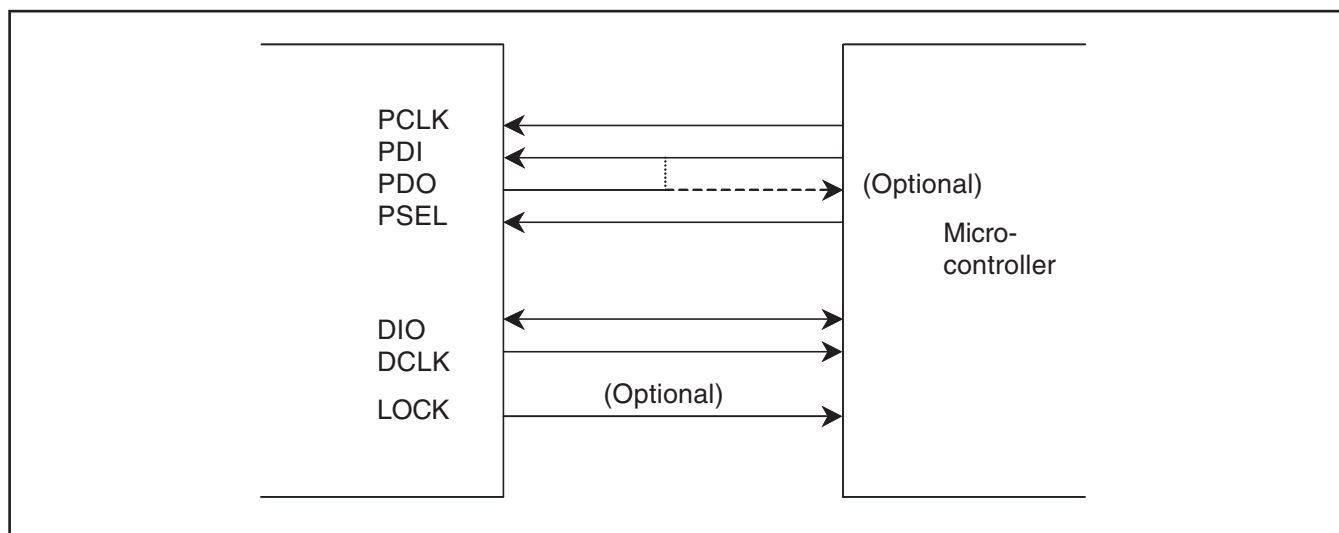 PCLK
PDI
PDO
(Optional)
PSEL
Micro-
controller
DIO
DCLK
(Optional)
LOCK